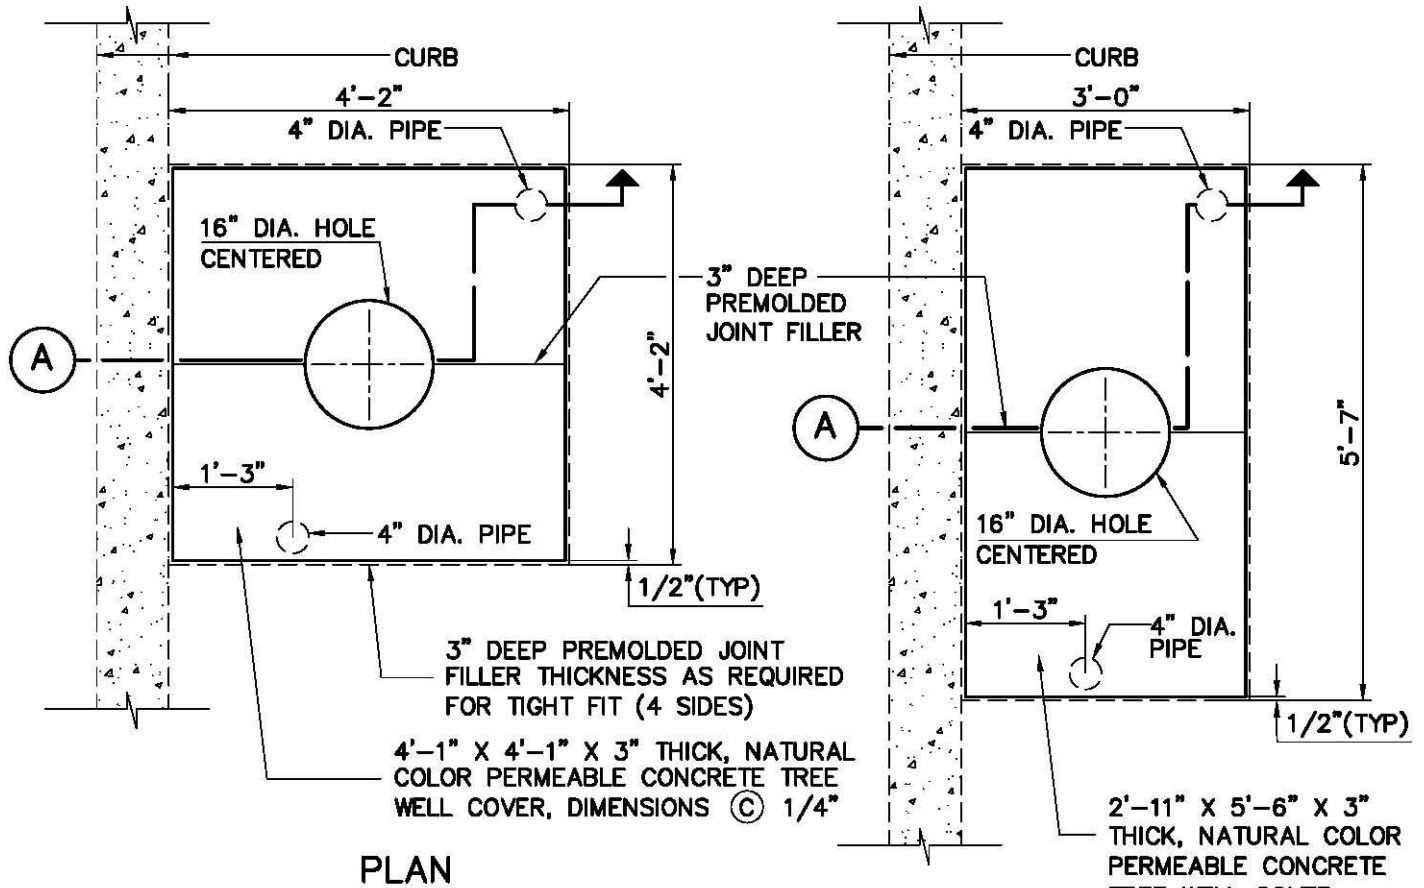 CURB
4'-2"
4" DIA. PIPE
16" DIA. HOLE
CENTERED
A
3" DEEP
PREMOLDED
JOINT FILLER
4'-2"
1'-3"
4" DIA. PIPE
1/2"(TYP)
3" DEEP PREMOLDED JOINT
FILLER THICKNESS AS REQUIRED
FOR TIGHT FIT (4 SIDES)
4'-1" X 4'-1" X 3" THICK, NATURAL
COLOR PERMEABLE CONCRETE TREE
WELL COVER, DIMENSIONS C 1/4"
PLAN
CURB
3'-0"
4" DIA. PIPE
A
5'-7"
16" DIA. HOLE
CENTERED
1'-3"
4" DIA.
PIPE
1/2"(TYP)
2'-11" X 5'-6" X 3"
THICK, NATURAL COLOR
PERMEABLE CONCRETE